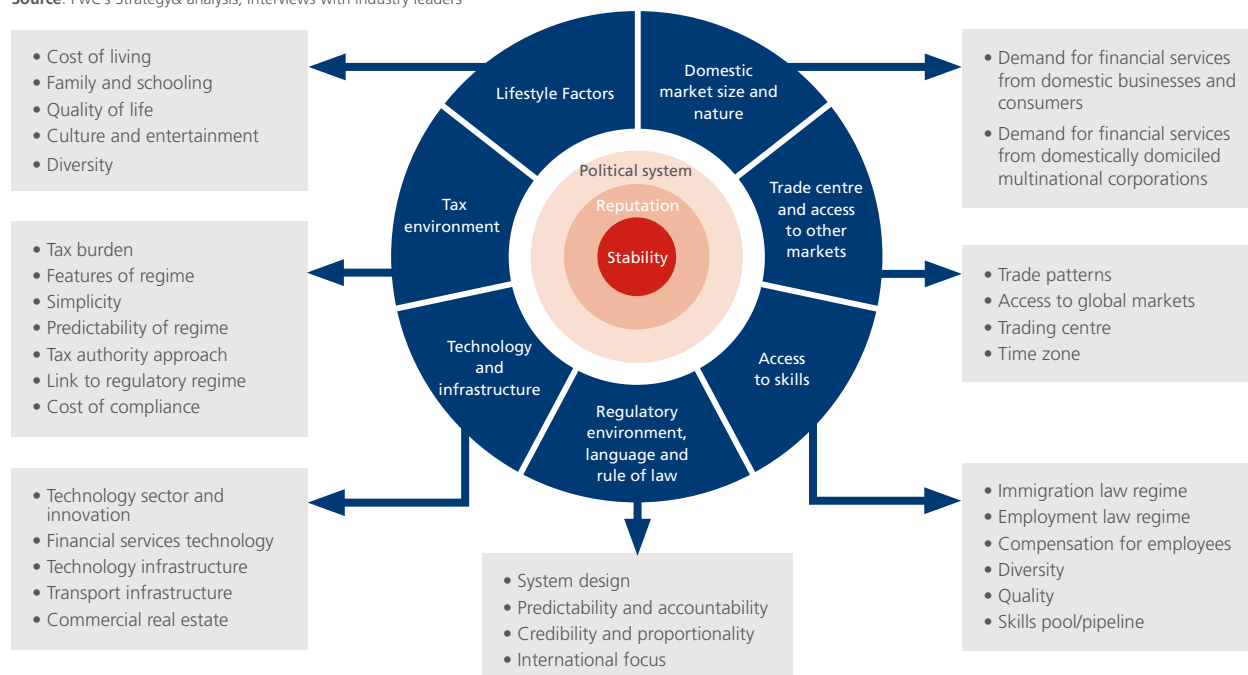 Source: PwC's Strategy& analysis, interviews with industry leaders
• Cost of living
• Family and schooling
• Quality of life
• Culture and entertainment
• Diversity
Lifestyle Factors
Domestic
market size and
nature
• Demand for financial services
from domestic businesses and
consumers
• Demand for financial services
from domestically domiciled
multinational corporations
Tax
environment
Political system
Reputation
Stability
Trade centre
and access
to other
markets
• Tax burden
• Features of regime
• Simplicity
• Predictability of regime
• Tax authority approach
• Link to regulatory regime
• Cost of compliance
• Trade patterns
• Access to global markets
• Trading centre
• Time zone
Technology
and
infrastructure
Access
to skills
Regulatory
environment,
language and
rule of law
• Technology sector and
innovation
• Financial services technology
• Technology infrastructure
• Transport infrastructure
• Commercial real estate
• System design
• Predictability and accountability
• Credibility and proportionality
• International focus
• Immigration law regime
• Employment law regime
• Compensation for employees
• Diversity
• Quality
• Skills pool/pipeline